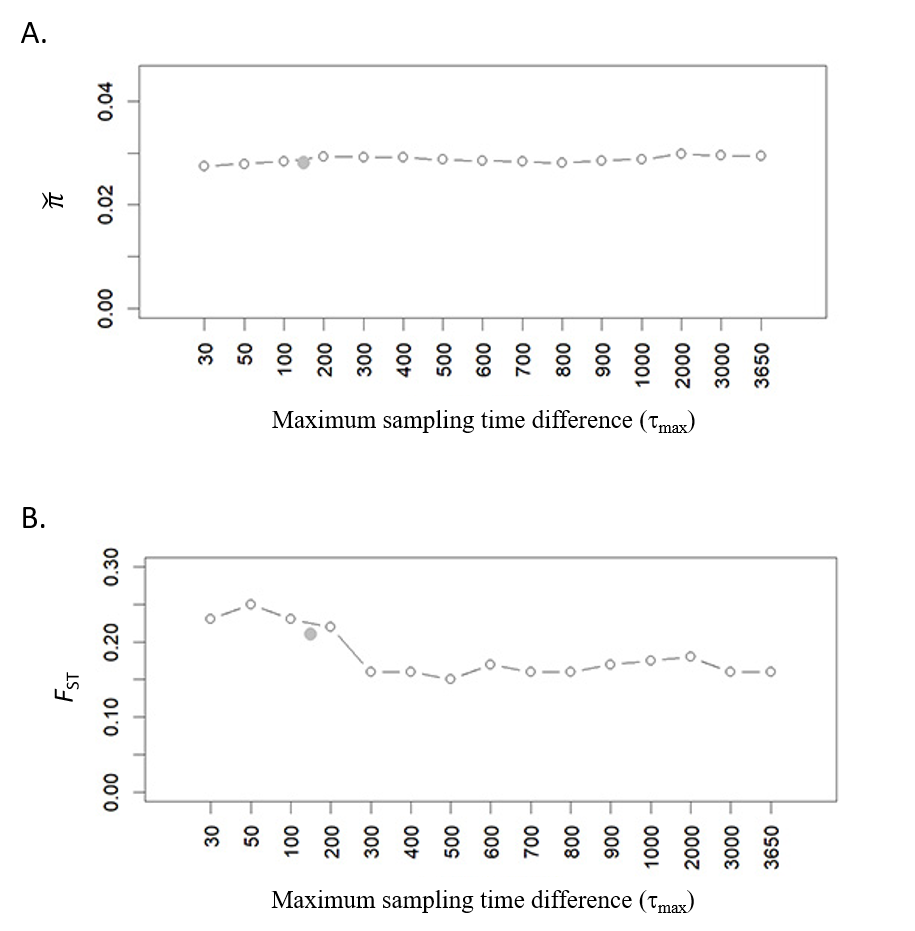 A.
0.04
0.02
0.00
π̌
30 50 100 200 300 400 500 600 700 800 900 1000 2000 3000 3650
Maximum sampling time difference (τmax)
B.
0.30
0.20
0.10
0.00
FST
30 50 100 200 300 400 500 600 700 800 900 1000 2000 3000 3650
Maximum sampling time difference (τmax)